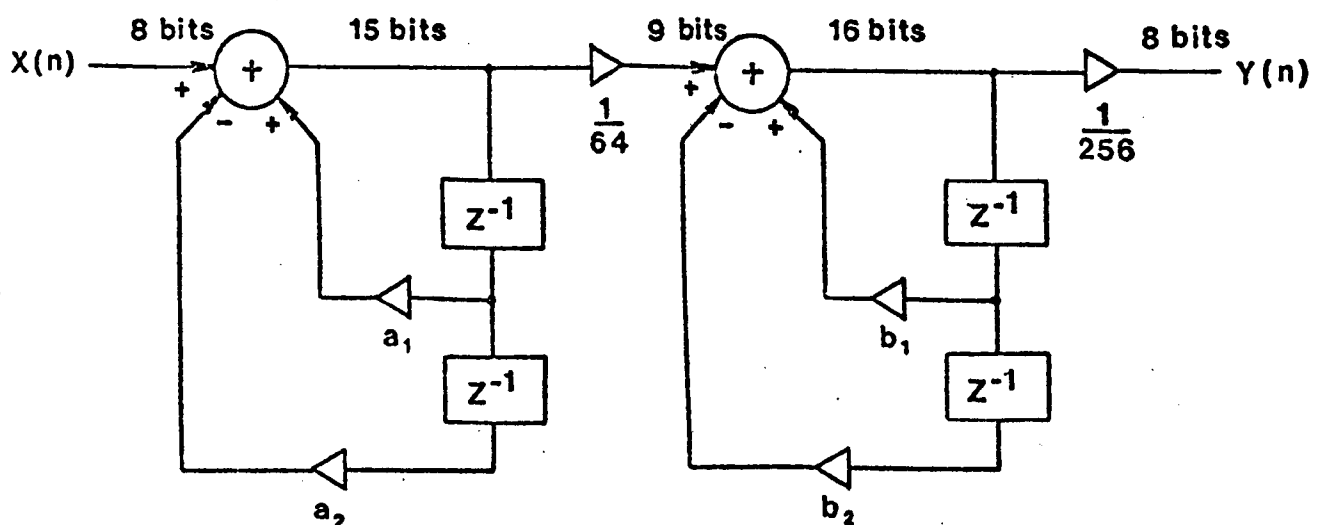 8 bits 15 bits 9 bits 16 bits 8 bits
X(n) + + Y(n)
+ - + 1/64 + - + 1/256
Z⁻¹ Z⁻¹
a₁ b₁
Z⁻¹ Z⁻¹
a₂ b₂